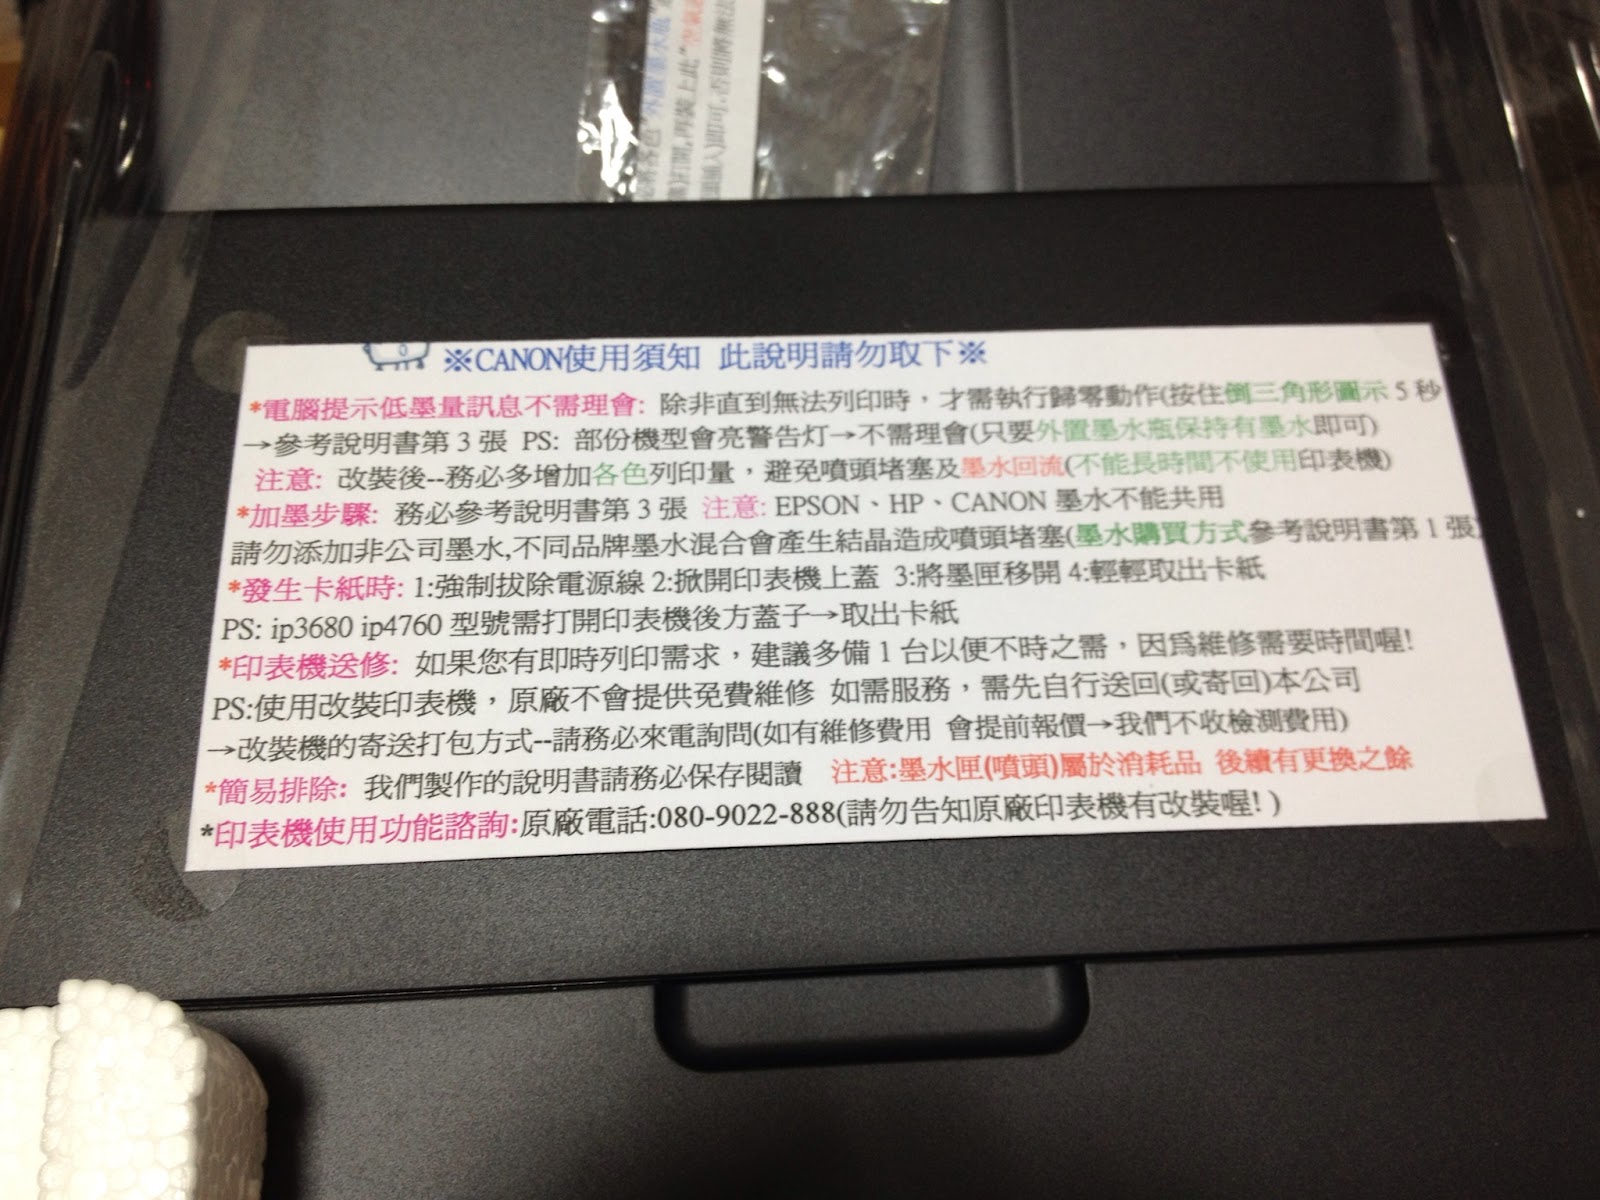 ※CANON使用須知 此說明請勿取下※
*電腦提示低墨量訊息不需理會: 除非直到無法列印時，才需執行歸零動作(按住倒三角形圖示 5 秒
→參考說明書第 3 張 PS: 部份機型會亮警告灯→不需理會(只要外置墨水瓶保持有墨水即可)
注意: 改裝後--務必多增加各色列印量，避免噴頭堵塞及墨水回流(不能長時間不使用印表機)
*加墨步驟: 務必參考說明書第 3 張 注意: EPSON、HP、CANON 墨水不能共用
請勿添加非公司墨水,不同品牌墨水混合會產生結晶造成噴頭堵塞(墨水購買方式參考說明書第 1 張)
*發生卡紙時: 1:強制拔除電源線 2:掀開印表機上蓋 3:將墨匣移開 4:輕輕取出卡紙
PS: ip3680 ip4760 型號需打開印表機後方蓋子→取出卡紙
*印表機送修: 如果您有即時列印需求，建議多備 1 台以便不時之需，因爲維修需要時間喔!
PS:使用改裝印表機，原廠不會提供免費維修 如需服務，需先自行送回(或寄回)本公司
→改裝機的寄送打包方式--請務必來電詢問(如有維修費用 會提前報價→我們不收檢測費用)
*簡易排除: 我們製作的說明書請務必保存閱讀 注意:墨水匣(噴頭)屬於消耗品 後續有更換之餘
*印表機使用功能諮詢:原廠電話:080-9022-888(請勿告知原廠印表機有改裝喔! )